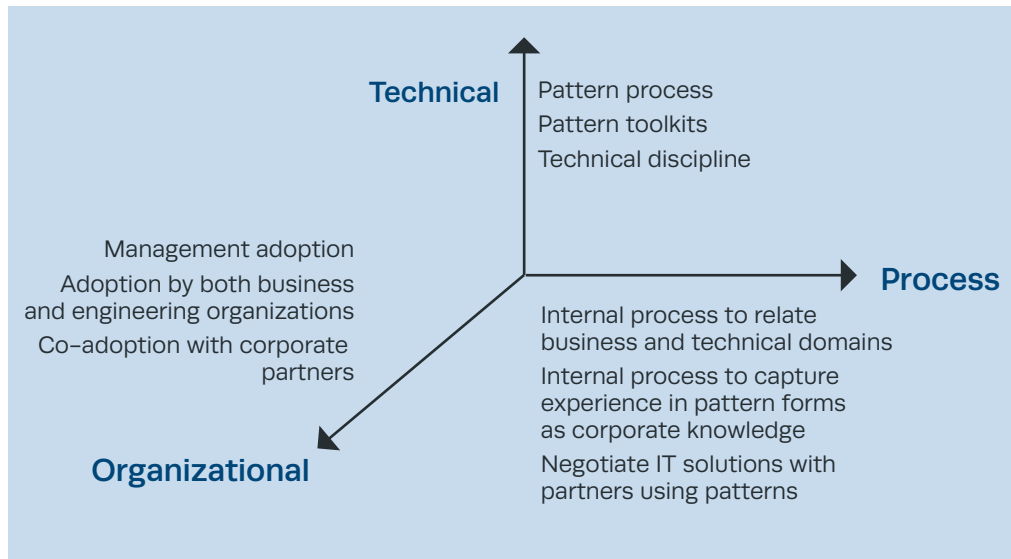 Technical
Pattern process
Pattern toolkits
Technical discipline
Management adoption
Adoption by both business
and engineering organizations
Co-adoption with corporate
partners
Organizational
Process
Internal process to relate
business and technical domains
Internal process to capture
experience in pattern forms
as corporate knowledge
Negotiate IT solutions with
partners using patterns